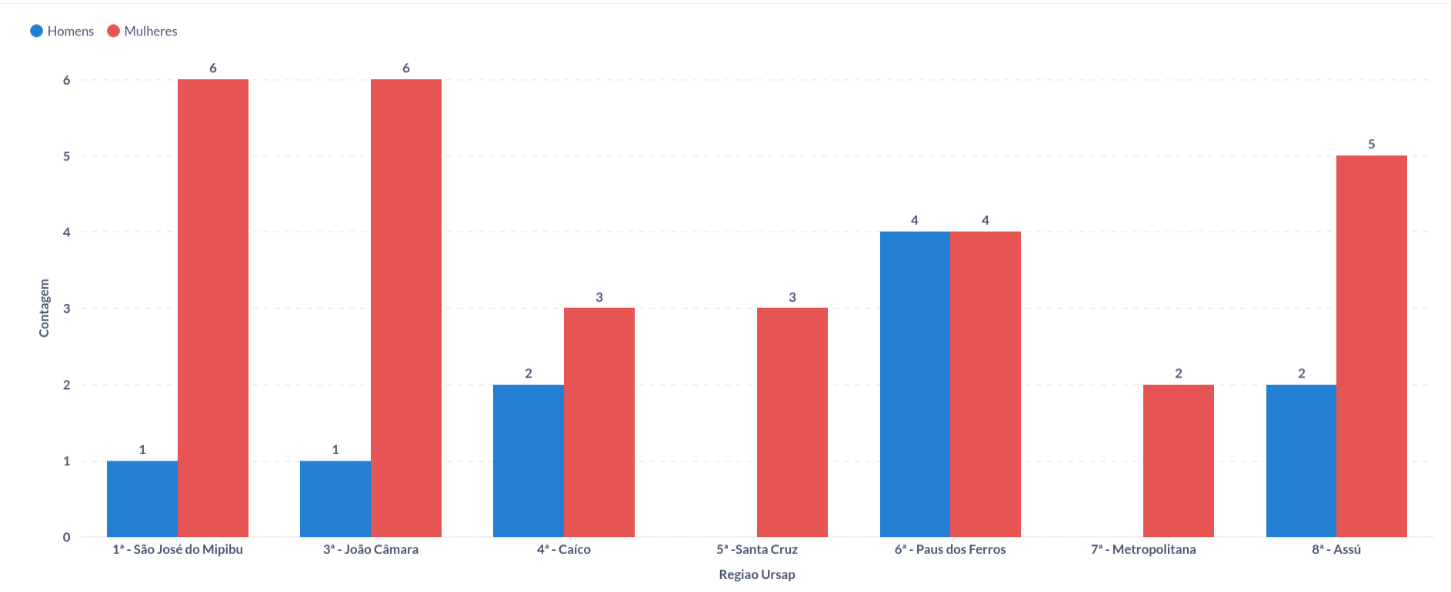 Homens Mulheres
6 6
6
5 5
4 4 4
Contagem
3 3 3
2 2 2 2
1 1 1
0
1ª - São José do Mipibu 3ª - João Câmara 4ª - Caíco 5ª -Santa Cruz 6ª - Paus dos Ferros 7ª - Metropolitana 8ª - Assú
Regiao Ursap